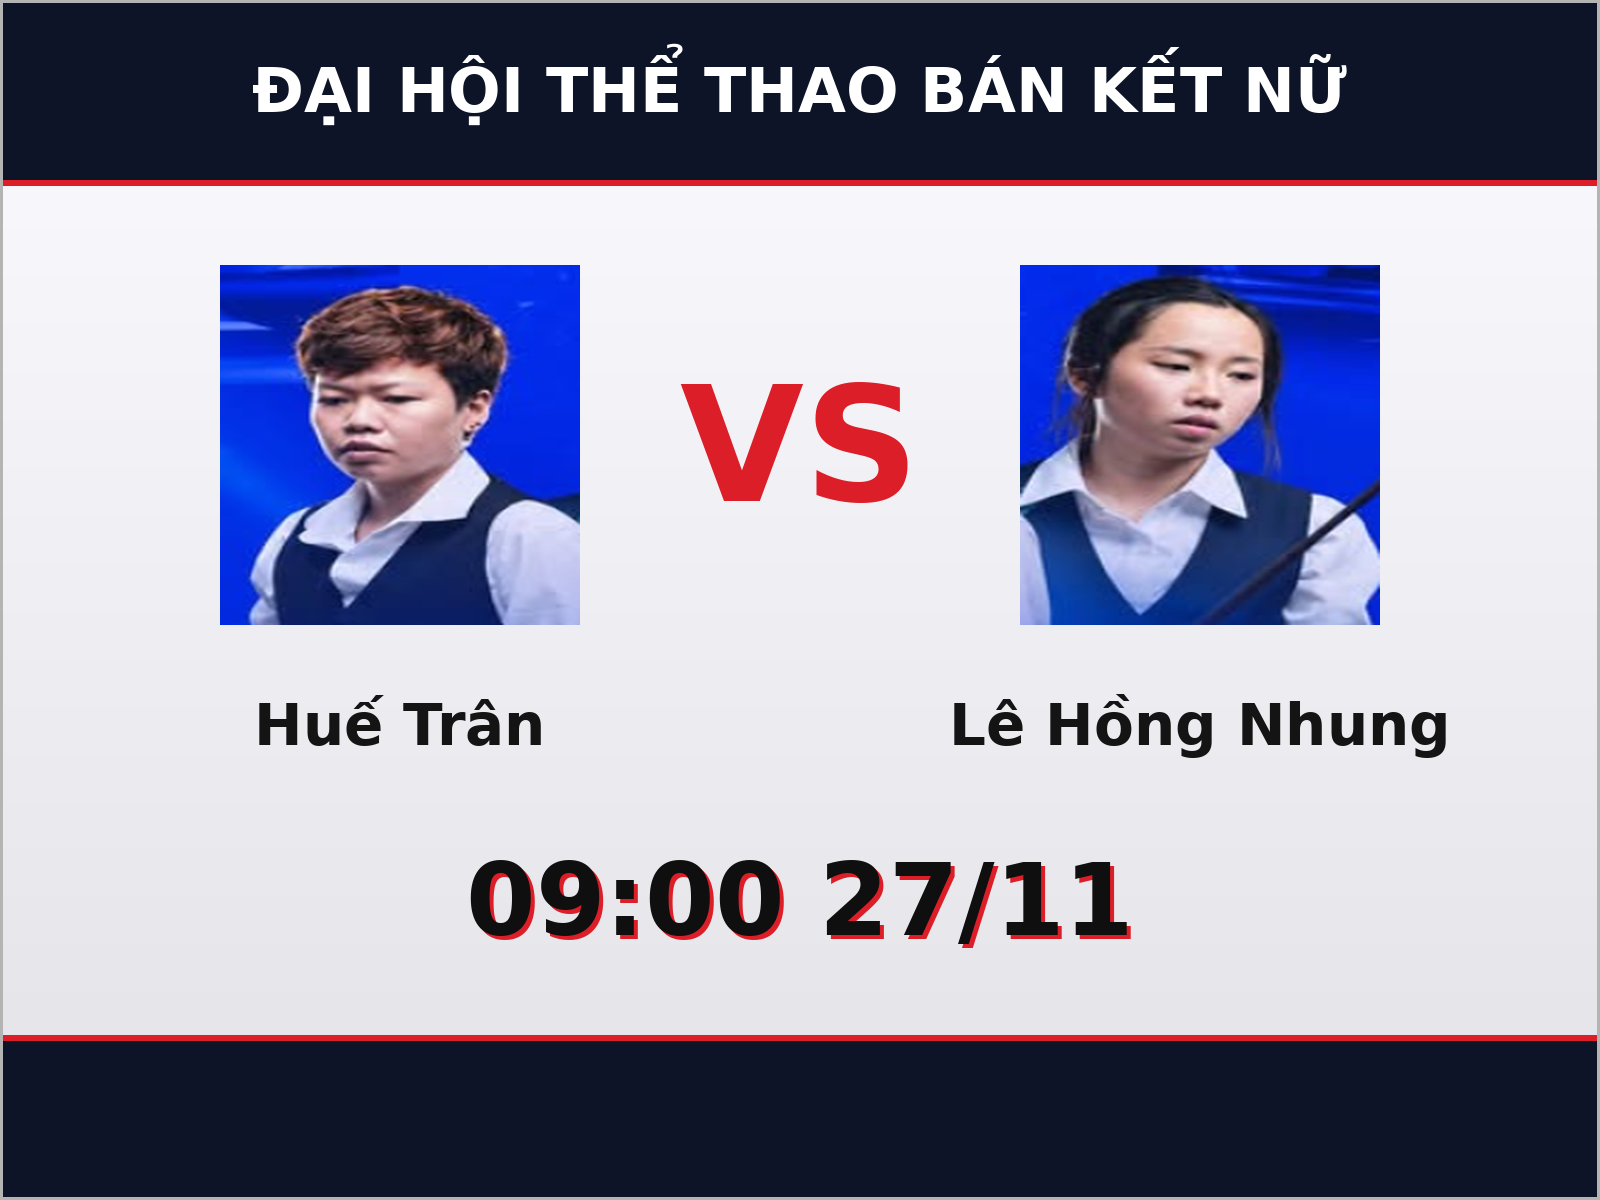 ĐẠI HỘI THỂ THAO BÁN KẾT NỮ
VS
Huế Trân
Lê Hồng Nhung
09:00 27/11